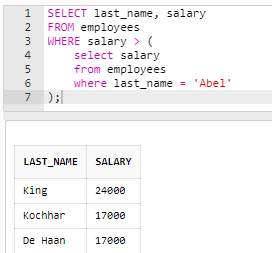 1 SELECT last_name, salary
2 FROM employees
3 WHERE salary > (
4 select salary
5 from employees
6 where last_name = 'Abel'
7 );
LAST_NAME SALARY
King 24000
Kochhar 17000
De Haan 17000